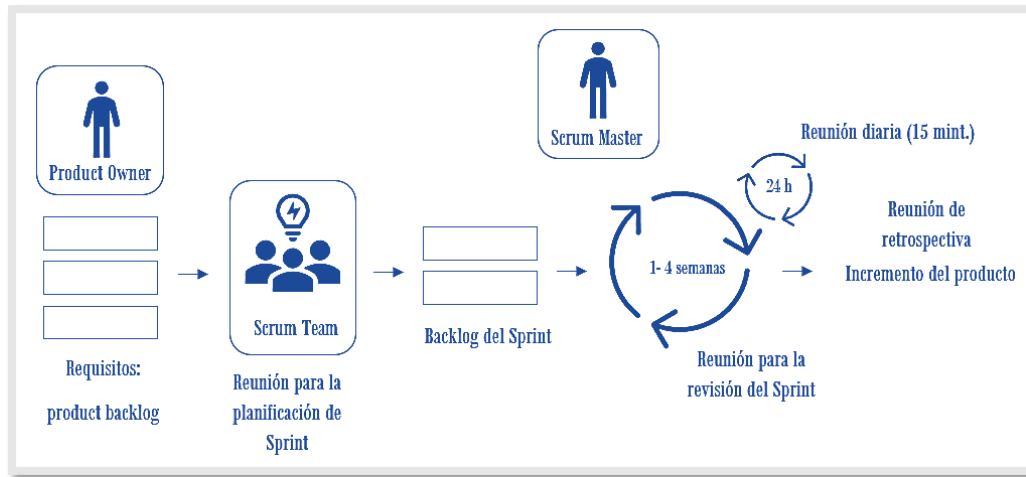 Product Owner
Requisitos:
product backlog
Scrum Team
Reunión para la
planificación de
Sprint
Backlog del Sprint
Scrum Master
1- 4 semanas
24 h
Reunión diaria (15 mint.)
Reunión para la
revisión del Sprint
Reunión de
retrospectiva
Incremento del producto